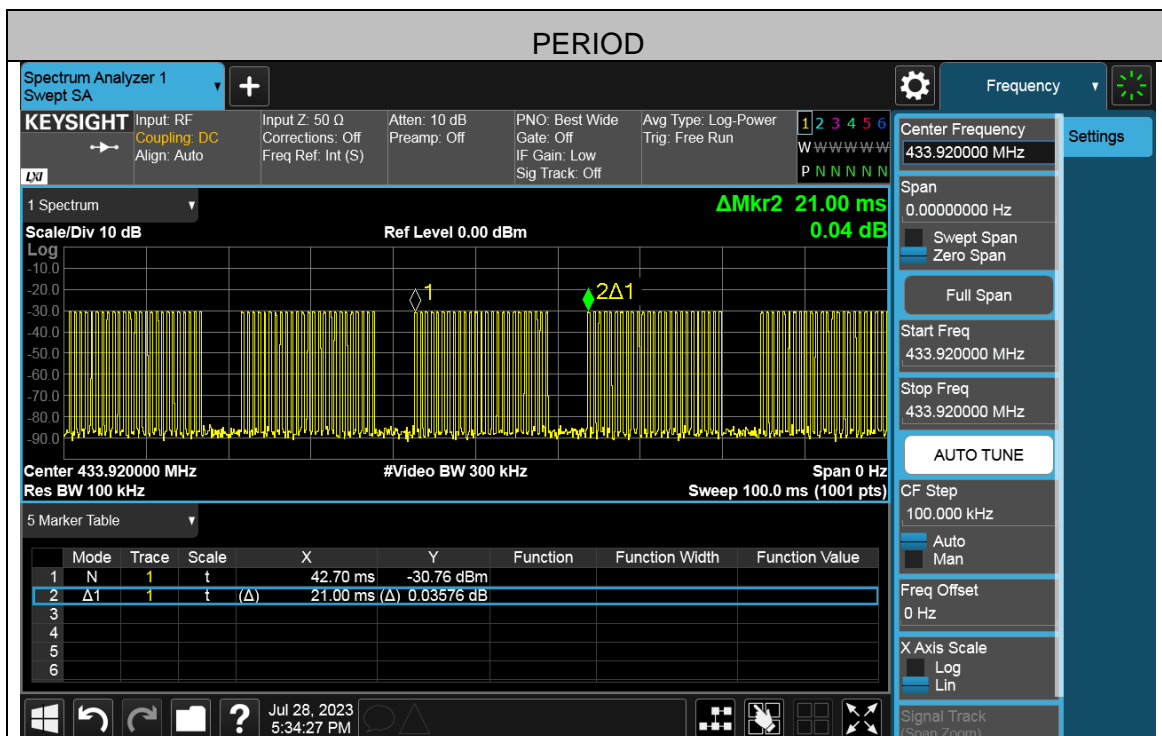 PERIOD
Spectrum Analyzer 1
Swept SA
Frequency
KEYSIGHT
Input: RF
Coupling: DC
Align: Auto
Input Z: 50 Ω
Corrections: Off
Freq Ref: Int (S)
Atten: 10 dB
Preamp: Off
PNO: Best Wide
Gate: Off
IF Gain: Low
Sig Track: Off
Avg Type: Log-Power
Trig: Free Run
1 2 3 4 5 6
W W W W W W
P N N N N N
LXI
1 Spectrum
ΔMkr2 21.00 ms
0.04 dB
Scale/Div 10 dB
Ref Level 0.00 dBm
Log
-10.0
-20.0
-30.0
-40.0
-50.0
-60.0
-70.0
-80.0
-90.0
1
2Δ1
Center 433.920000 MHz
#Video BW 300 kHz
Span 0 Hz
Res BW 100 kHz
Sweep 100.0 ms (1001 pts)
5 Marker Table
Mode Trace Scale X Y Function Function Width Function Value
1 N 1 t 42.70 ms -30.76 dBm
2 Δ1 1 t (Δ) 21.00 ms (Δ) 0.03576 dB
3
4
5
6
Center Frequency
433.920000 MHz
Settings
Span
0.00000000 Hz
Swept Span
Zero Span
Full Span
Start Freq
433.920000 MHz
Stop Freq
433.920000 MHz
AUTO TUNE
CF Step
100.000 kHz
Auto
Man
Freq Offset
0 Hz
X Axis Scale
Log
Lin
Signal Track
(Span Zoom)
?
Jul 28, 2023
5:34:27 PM